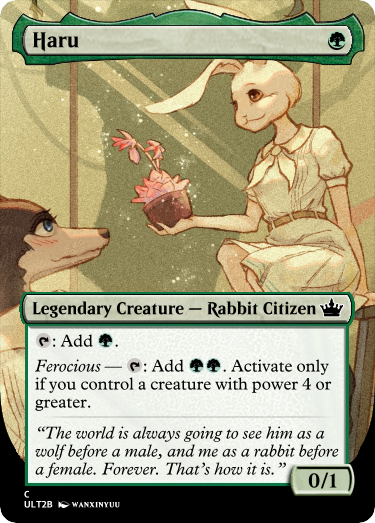 Haru
Legendary Creature — Rabbit Citizen
: Add .
Ferocious — : Add . Activate only
if you control a creature with power 4 or
greater.
“The world is always going to see him as a
wolf before a male, and me as a rabbit before
a female. Forever. That’s how it is.”
0/1
C
ULT2B WANXINYUU